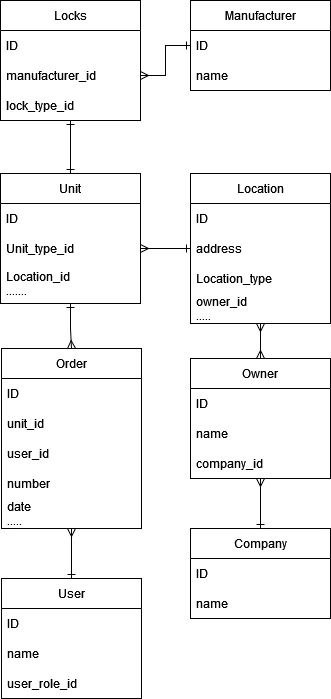 Locks
ID
manufacturer_id
lock_type_id
Manufacturer
ID
name
Unit
ID
Unit_type_id
Location_id
.......
Location
ID
address
Location_type
owner_id
.....
Order
ID
unit_id
user_id
number
date
.....
Owner
ID
name
company_id
Company
ID
name
User
ID
name
user_role_id